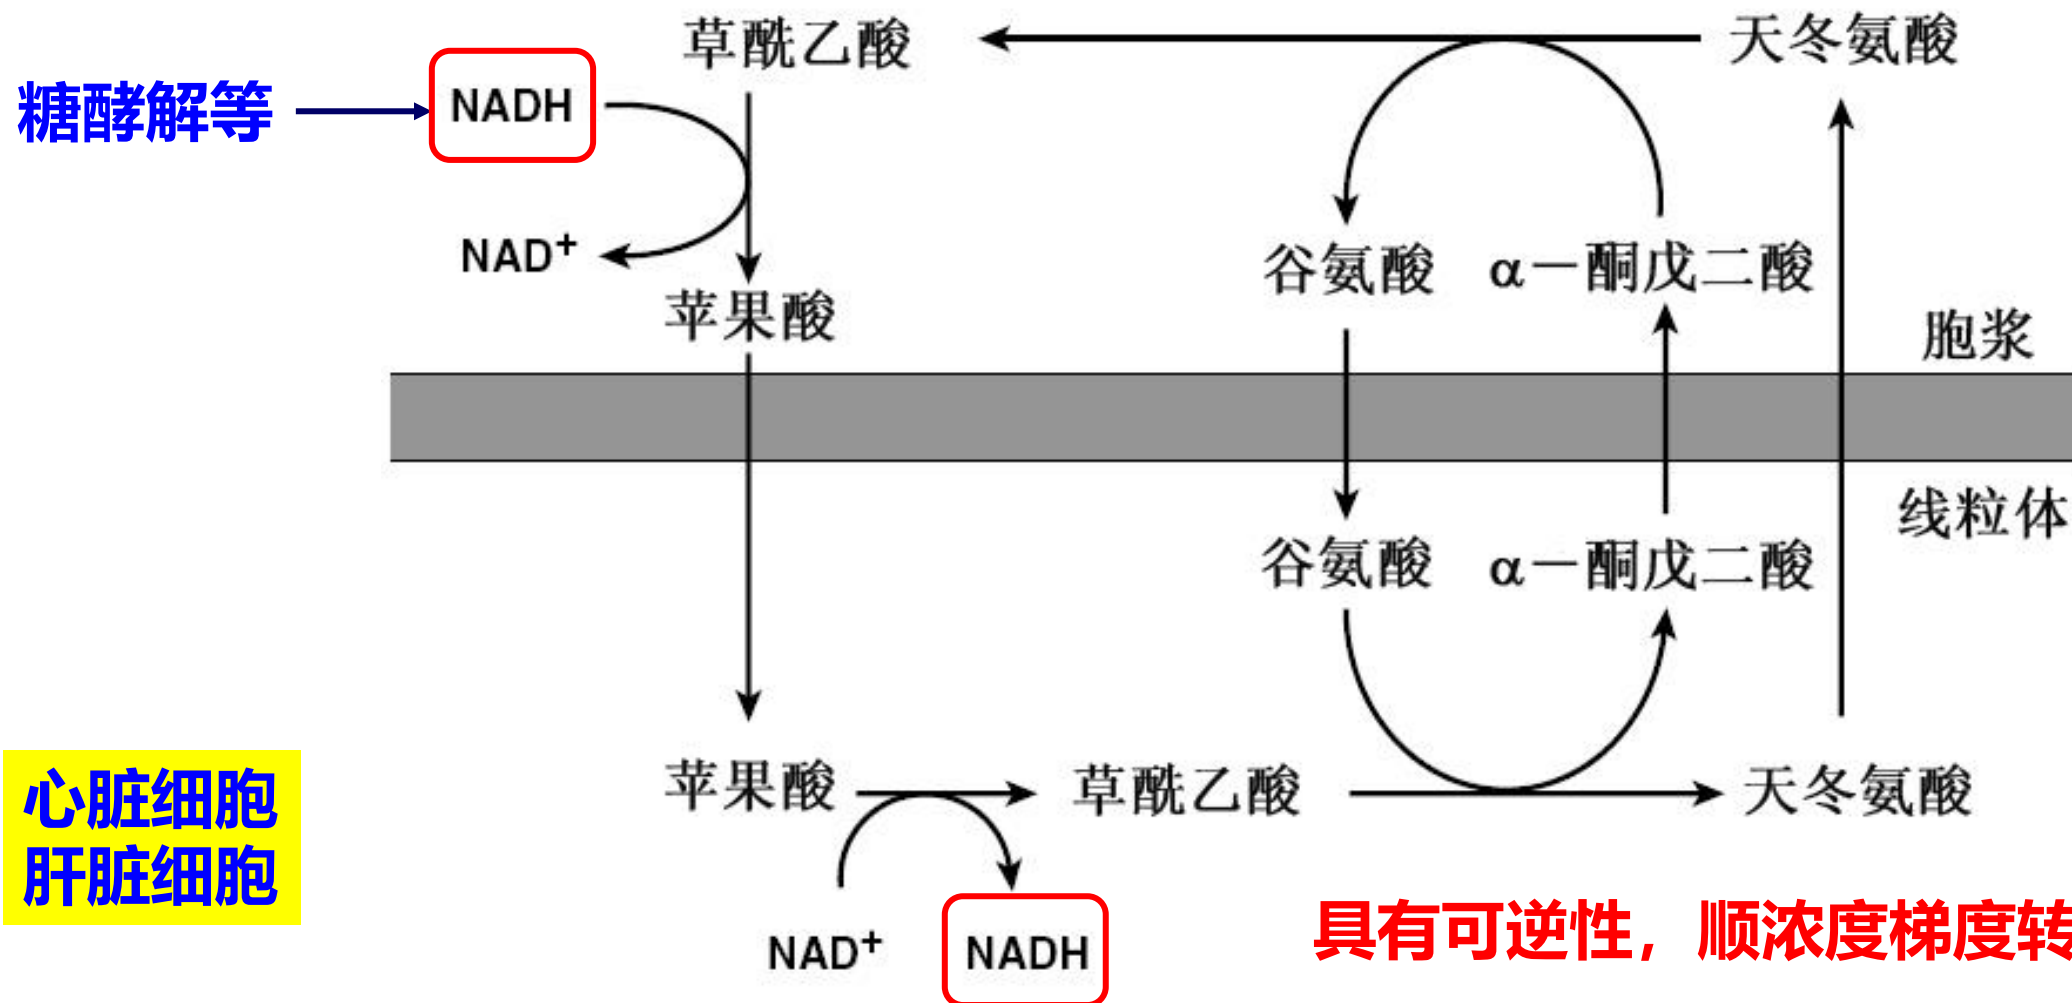 草酰乙酸
天冬氨酸
糖酵解等
NADH
NAD⁺
谷氨酸
α－酮戊二酸
苹果酸
胞浆
线粒体
谷氨酸
α－酮戊二酸
苹果酸
草酰乙酸
天冬氨酸
心脏细胞
肝脏细胞
NAD⁺
NADH
具有可逆性，顺浓度梯度转